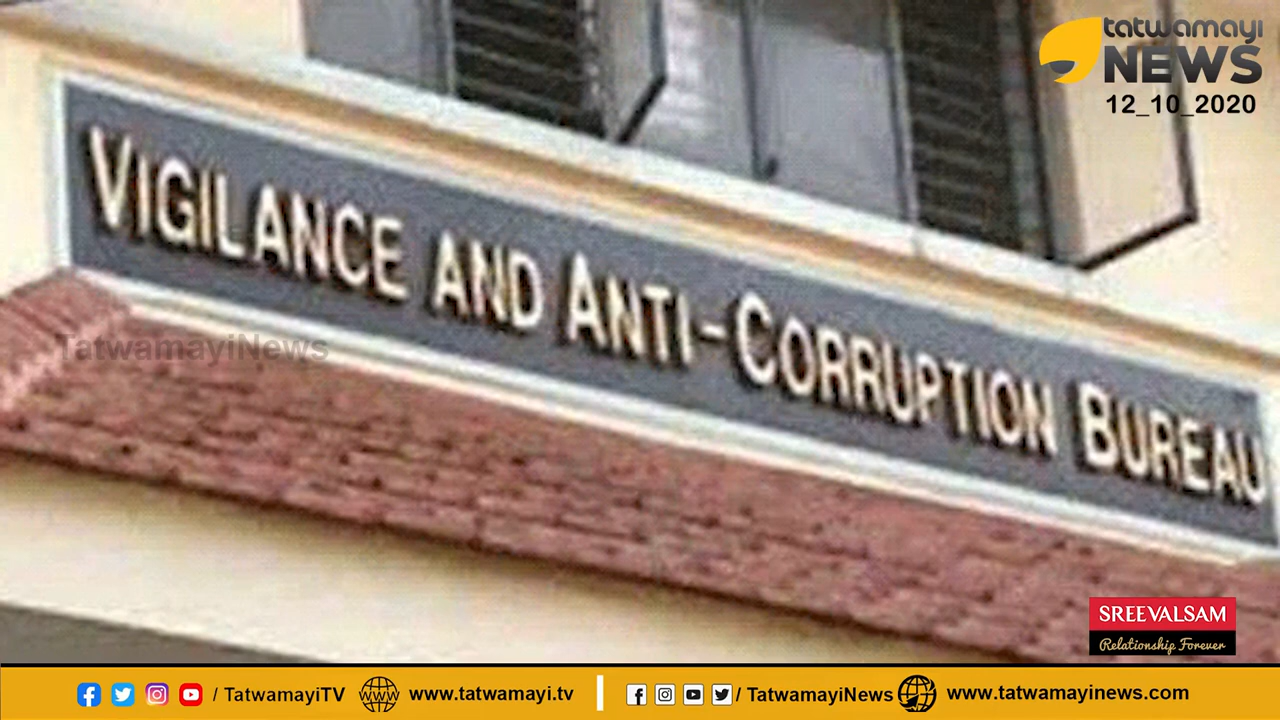 tatwamayi
NEWS
12_10_2020
VIGILANCE AND ANTI-CORRUPTION BUREAU
TatwamayiNews
SREEVALSAM
Relationship Forever
/ TatwamayiTV www.tatwamayi.tv / TatwamayiNews www.tatwamayinews.com